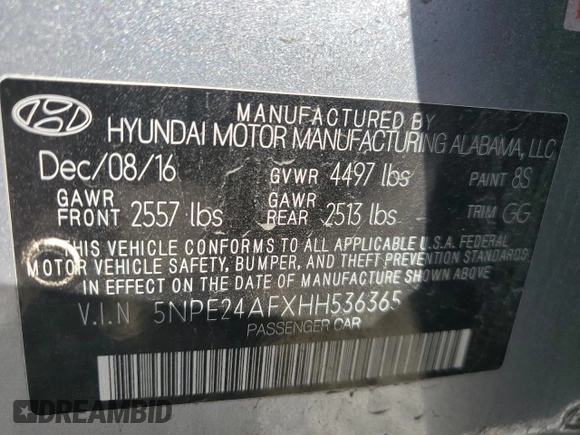 MANUFACTURED BY
HYUNDAI MOTOR MANUFACTURING ALABAMA, LLC
Dec/08/16 GVWR 4497 lbs PAINT 8S
GAWR FRONT 2557 lbs GAWR REAR 2513 lbs TRIM GG
THIS VEHICLE CONFORMS TO ALL APPLICABLE U.S.A. FEDERAL
MOTOR VEHICLE SAFETY, BUMPER, AND THEFT PREVENTION STANDARDS
IN EFFECT ON THE DATE OF MANUFACTURE SHOWN ABOVE.
V.I.N 5NPE24AFXHH536365
PASSENGER CAR
DREAMBID